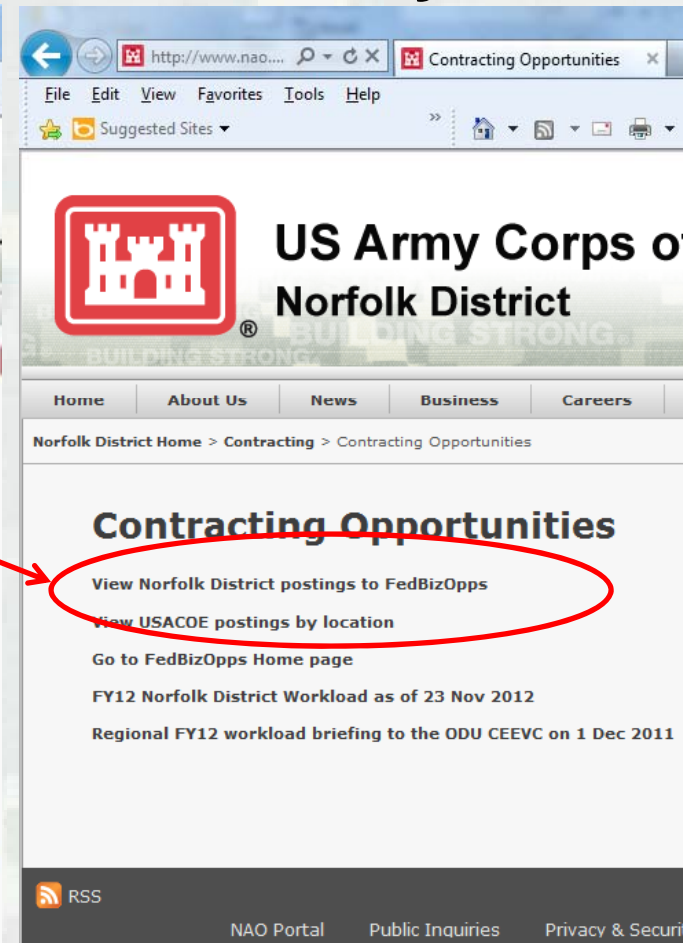 http://www.nao.... Contracting Opportunities
File Edit View Favorites Tools Help
Suggested Sites
US Army Corps of
Norfolk District
BUILDING STRONG®
BUILDING STRONG®
Home About Us News Business Careers
Norfolk District Home > Contracting > Contracting Opportunities
Contracting Opportunities
View Norfolk District postings to FedBizOpps
View USACOE postings by location
Go to FedBizOpps Home page
FY12 Norfolk District Workload as of 23 Nov 2012
Regional FY12 workload briefing to the ODU CEEVC on 1 Dec 2011
RSS
NAO Portal Public Inquiries Privacy & Securit